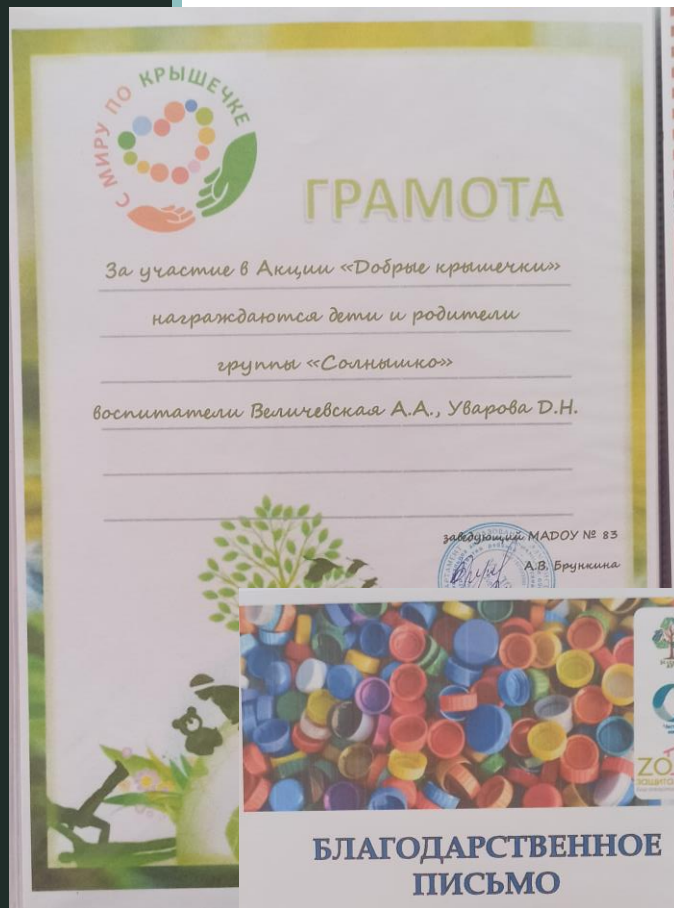 С МИРУ ПО КРЫШЕЧКЕ
ГРАМОТА
За участие в Акции «Добрые крышечки»
награждаются дети и родители
группы «Солнышко»
воспитатели Величевская А.А., Уварова D.Н.
заведующий МАDОУ № 83
А.В. Брункина
БЛАГОДАРСТВЕННОЕ
ПИСЬМО